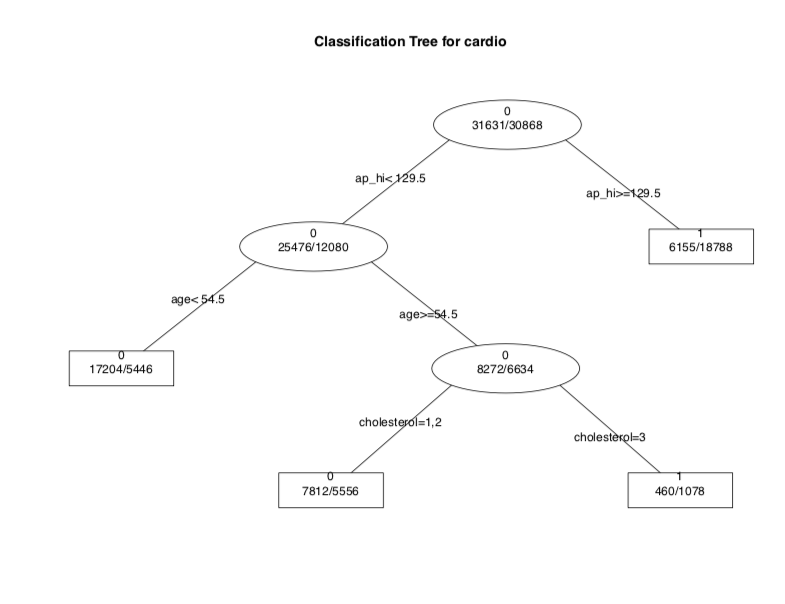 Classification Tree for cardio
0
31631/30868
ap_hi< 129.5
ap_hi>=129.5
0
25476/12080
1
6155/18788
age< 54.5
age>=54.5
0
17204/5446
0
8272/6634
cholesterol=1,2
cholesterol=3
0
7812/5556
1
460/1078